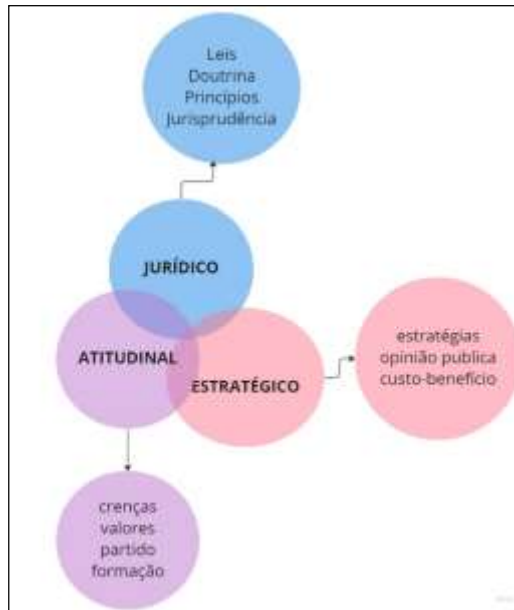 Leis
Doutrina
Princípios
Jurisprudência
JURÍDICO
ATITUDINAL
ESTRATÉGICO
estratégias
opinião publica
custo-benefício
crenças
valores
partido
formação